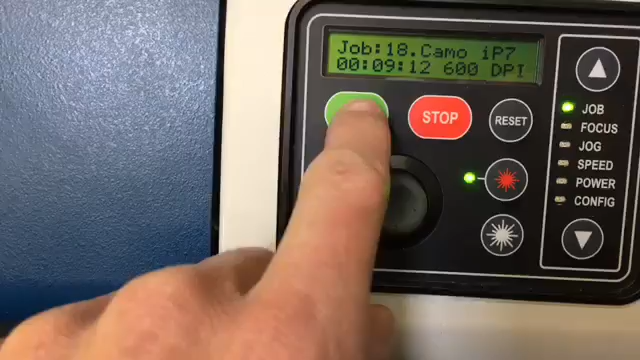 Job:18.Camo iP7
00:09:12 600 DPI
STOP
RESET
JOB
FOCUS
JOG
SPEED
POWER
CONFIG